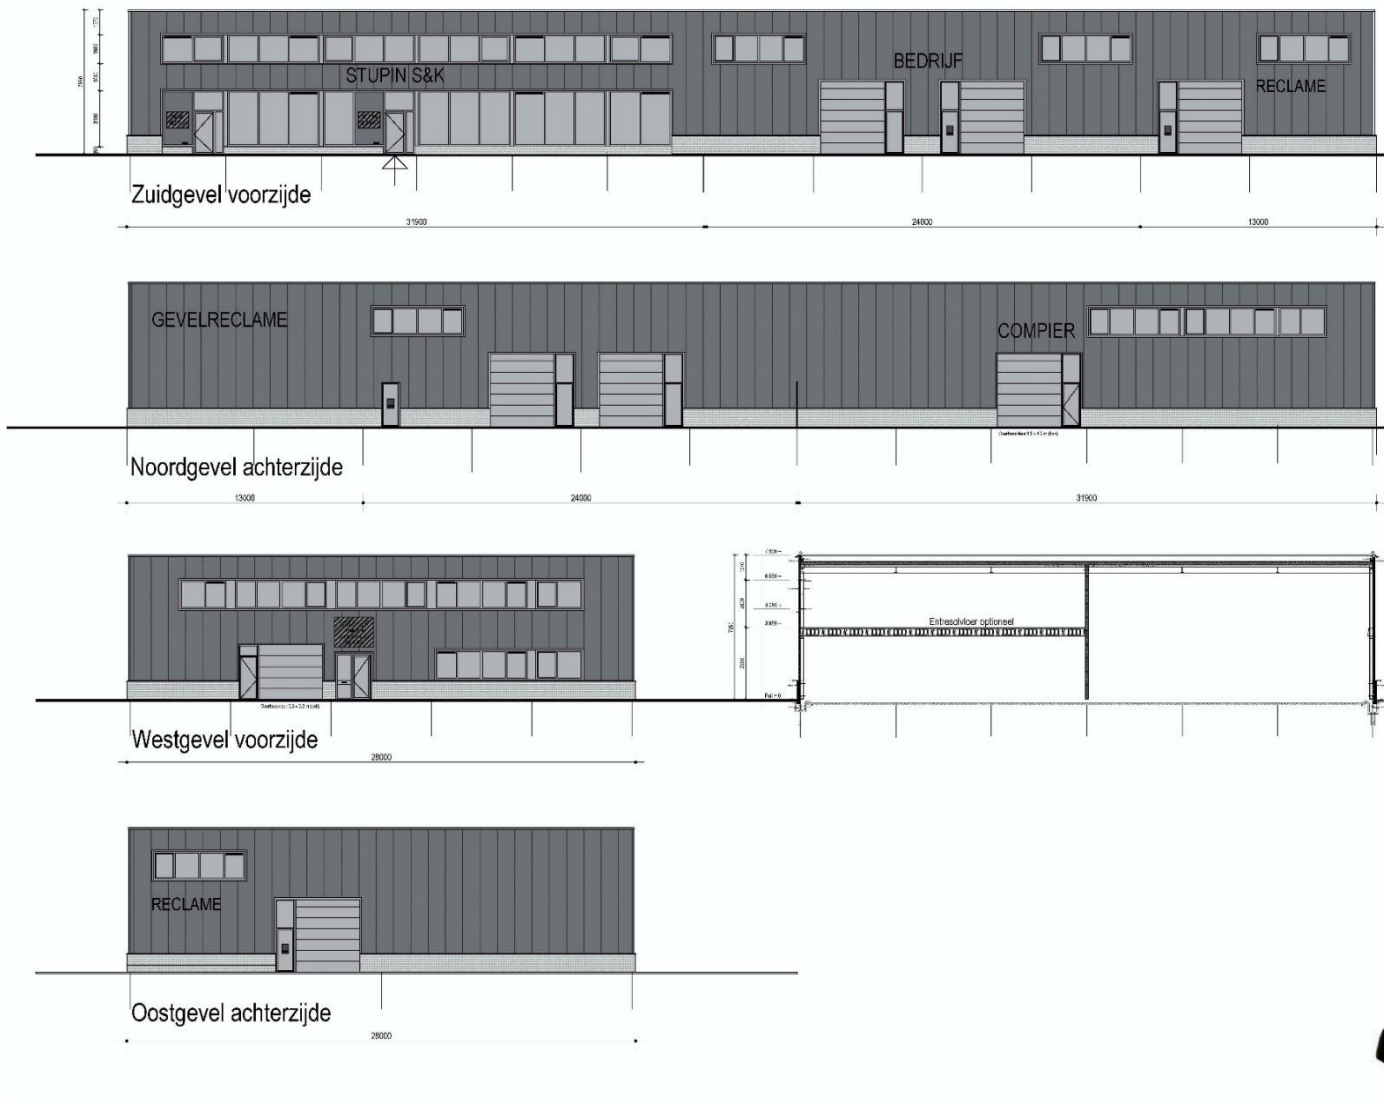 STUPIN S&K
BEDRIJF
RECLAME
Zuidgevel voorzijde
31900
24000
13000
GEVELRECLAME
COMPIER
Noordgevel achterzijde
13000
24000
31900
Entresolvloer optioneel
Westgevel voorzijde
28000
RECLAME
Oostgevel achterzijde
28000